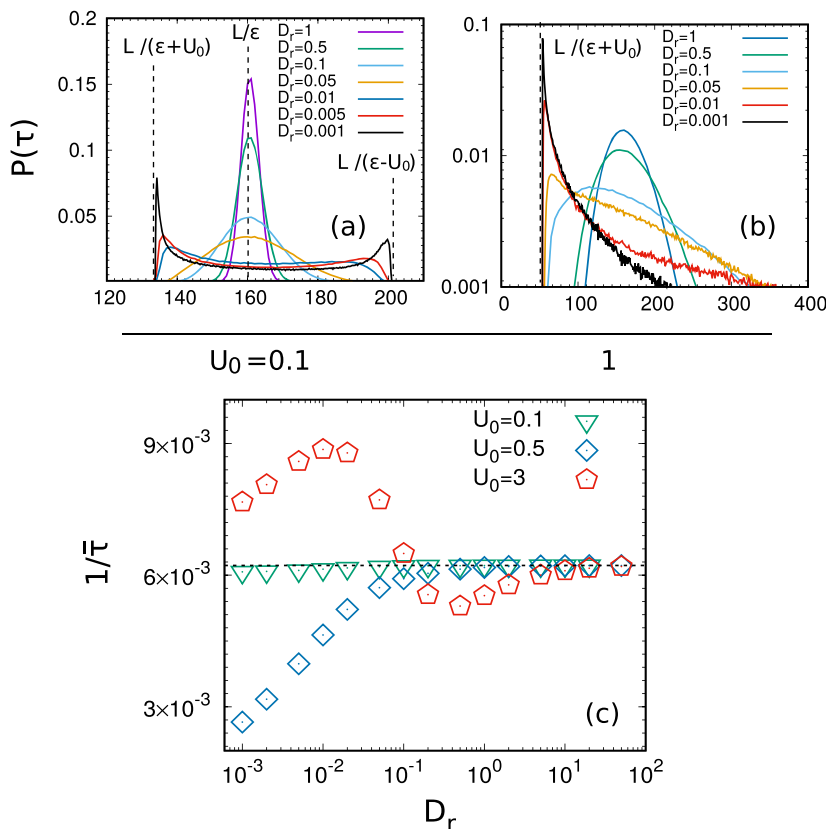 P(τ)
0.2
0.15
0.1
0.05
120
140
160
180
200
L /(ε+U₀)
L/ε
L /(ε-U₀)
Dᵣ=1
Dᵣ=0.5
Dᵣ=0.1
Dᵣ=0.05
Dᵣ=0.01
Dᵣ=0.005
Dᵣ=0.001
(a)
0.1
0.01
0.001
0
100
200
300
400
L /(ε+U₀)
Dᵣ=1
Dᵣ=0.5
Dᵣ=0.1
Dᵣ=0.05
Dᵣ=0.01
Dᵣ=0.001
(b)
U₀=0.1
1
1/τ̅
9×10⁻³
6×10⁻³
3×10⁻³
U₀=0.5
U₀=0.1
U₀=3
(c)
10⁻³
10⁻²
10⁻¹
10⁰
10¹
10²
Dᵣ